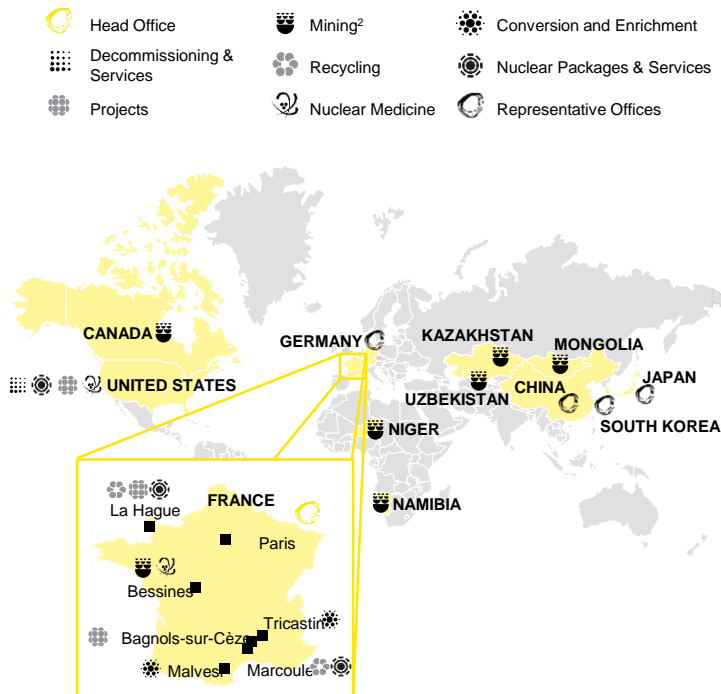 Head Office
Mining²
Conversion and Enrichment
Decommissioning &
Services
Recycling
Nuclear Packages & Services
Projects
Nuclear Medicine
Representative Offices
CANADA
GERMANY
KAZAKHSTAN
MONGOLIA
UNITED STATES
UZBEKISTAN
CHINA
JAPAN
SOUTH KOREA
NIGER
NAMIBIA
FRANCE
La Hague
Paris
Bessines
Tricastin
Bagnols-sur-Cèze
Malvesi
Marcoule